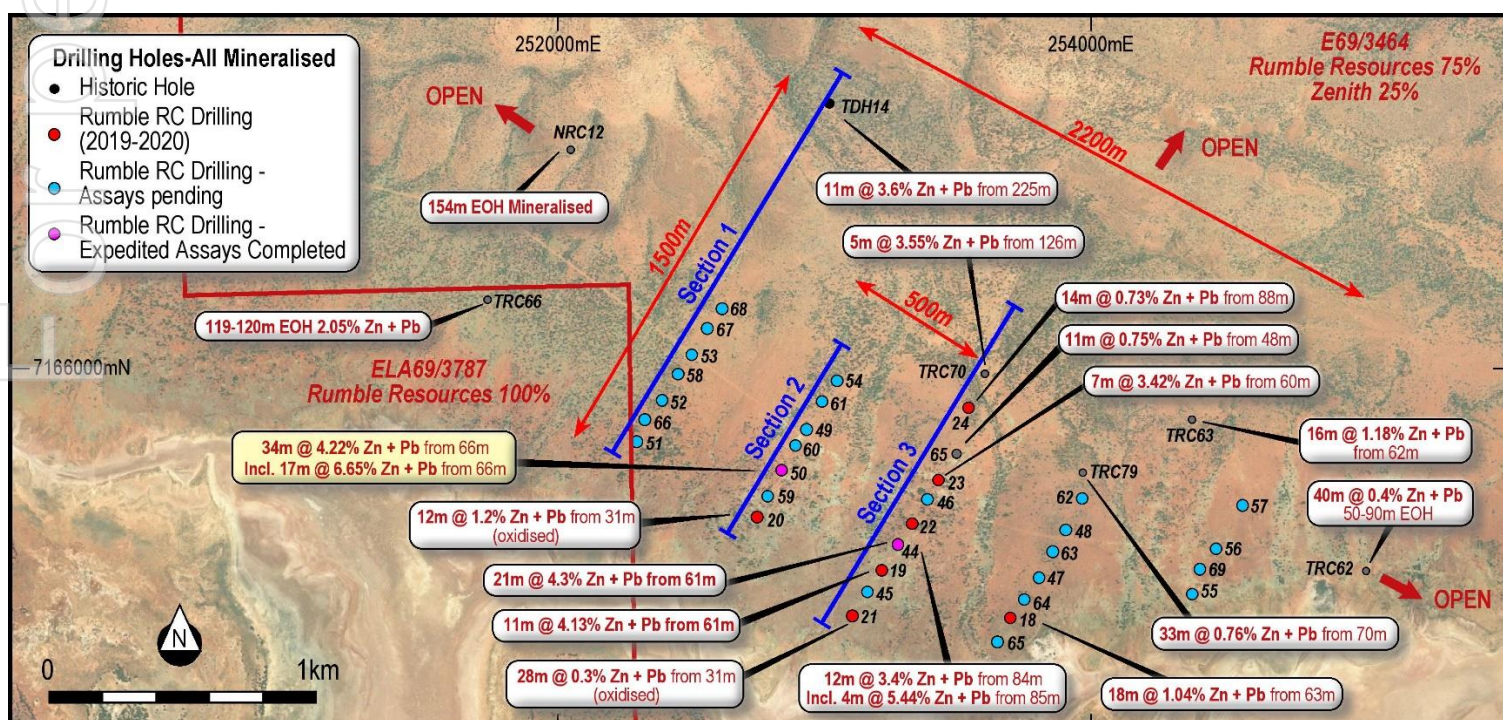 252000mE
254000mE
Drilling Holes-All Mineralised
Historic Hole
Rumble RC Drilling
(2019-2020)
Rumble RC Drilling -
Assays pending
Rumble RC Drilling -
Expedited Assays Completed
E69/3464
Rumble Resources 75%
Zenith 25%
OPEN
NRC12
154m EOH Mineralised
1500m
Section 1
TDH14
2200m
OPEN
11m @ 3.6% Zn + Pb from 225m
5m @ 3.55% Zn + Pb from 126m
TRC66
119-120m EOH 2.05% Zn + Pb
500m
14m @ 0.73% Zn + Pb from 88m
11m @ 0.75% Zn + Pb from 48m
7m @ 3.42% Zn + Pb from 60m
7166000mN
ELA69/3787
Rumble Resources 100%
68
67
53
58
52
66
51
Section 2
54
61
49
60
50
59
20
34m @ 4.22% Zn + Pb from 66m
Incl. 17m @ 6.65% Zn + Pb from 66m
12m @ 1.2% Zn + Pb from 31m
(oxidised)
Section 3
TRC70
24
65
23
46
22
44
19
45
21
21m @ 4.3% Zn + Pb from 61m
11m @ 4.13% Zn + Pb from 61m
28m @ 0.3% Zn + Pb from 31m
(oxidised)
12m @ 3.4% Zn + Pb from 84m
Incl. 4m @ 5.44% Zn + Pb from 85m
TRC79
62
48
63
47
64
18
65
18m @ 1.04% Zn + Pb from 63m
33m @ 0.76% Zn + Pb from 70m
TRC63
16m @ 1.18% Zn + Pb
from 62m
57
56
69
55
40m @ 0.4% Zn + Pb
50-90m EOH
TRC62
OPEN
N
0
1km